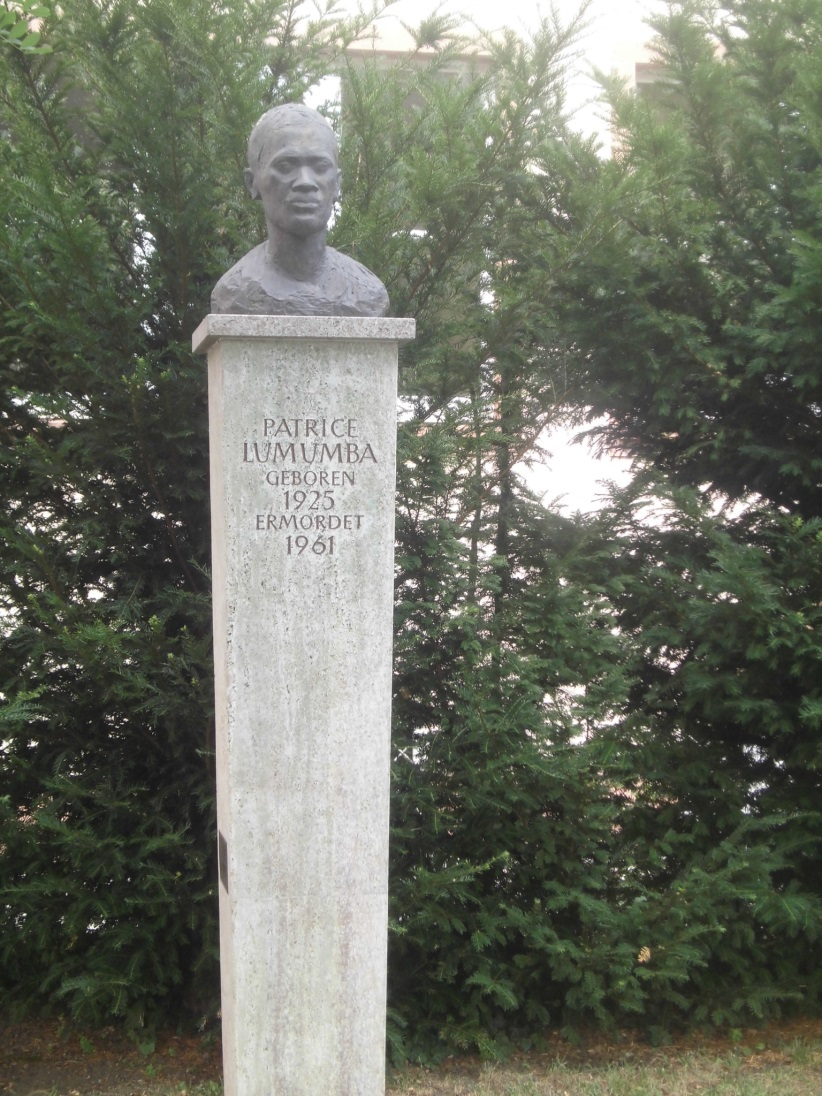 PATRICE
LUMUMBA
GEBOREN
1925
ERMORDET
1961